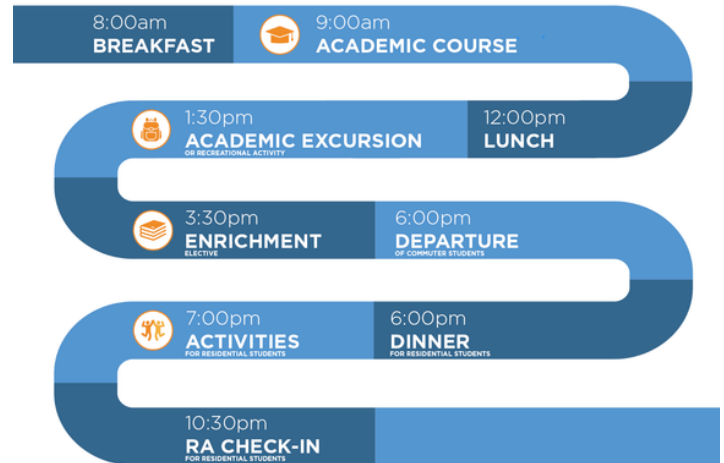 8:00am
BREAKFAST
9:00am
ACADEMIC COURSE
12:00pm
LUNCH
1:30pm
ACADEMIC EXCURSION
OR RECREATIONAL ACTIVITY
3:30pm
ENRICHMENT
ELECTIVE
6:00pm
DEPARTURE
OF COMMUTER STUDENTS
6:00pm
DINNER
FOR RESIDENTIAL STUDENTS
7:00pm
ACTIVITIES
FOR RESIDENTIAL STUDENTS
10:30pm
RA CHECK-IN
FOR RESIDENTIAL STUDENTS